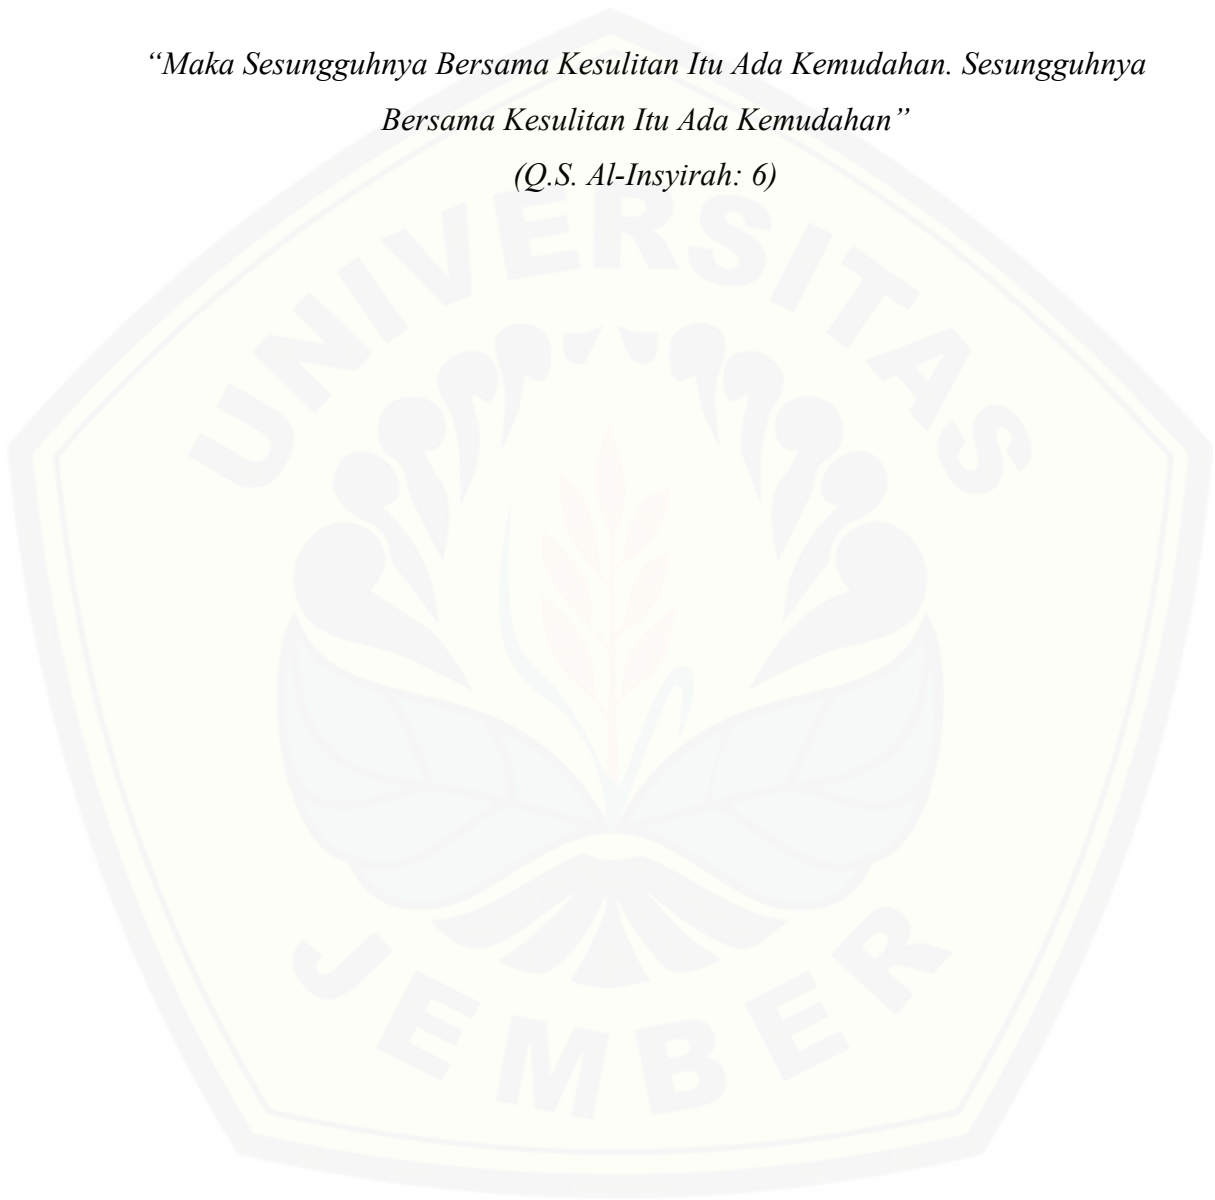 “Maka Sesungguhnya Bersama Kesulitan Itu Ada Kemudahan. Sesungguhnya
Bersama Kesulitan Itu Ada Kemudahan”
(Q.S. Al-Insyirah: 6)
UNIVERSITAS
JEMBER